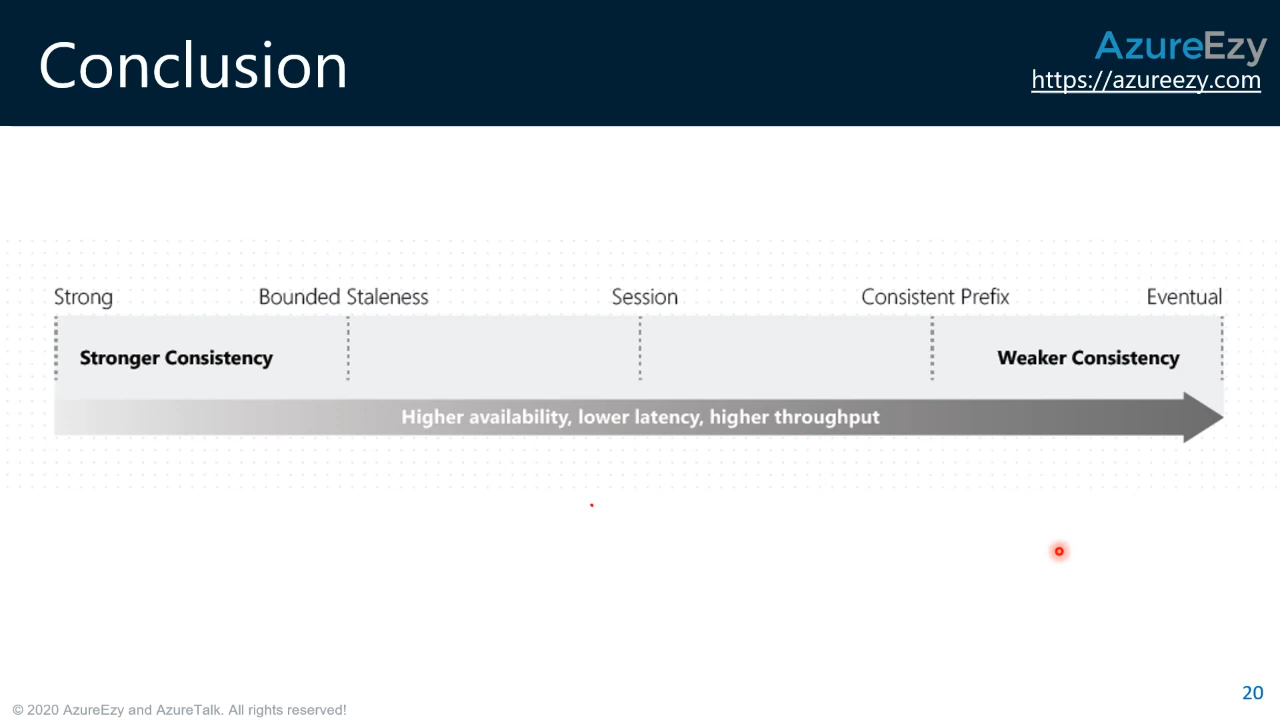 Conclusion
AzureEzy
https://azureezy.com
Strong Bounded Staleness Session Consistent Prefix Eventual
Stronger Consistency Weaker Consistency
Higher availability, lower latency, higher throughput
20
© 2020 AzureEzy and AzureTalk. All rights reserved!